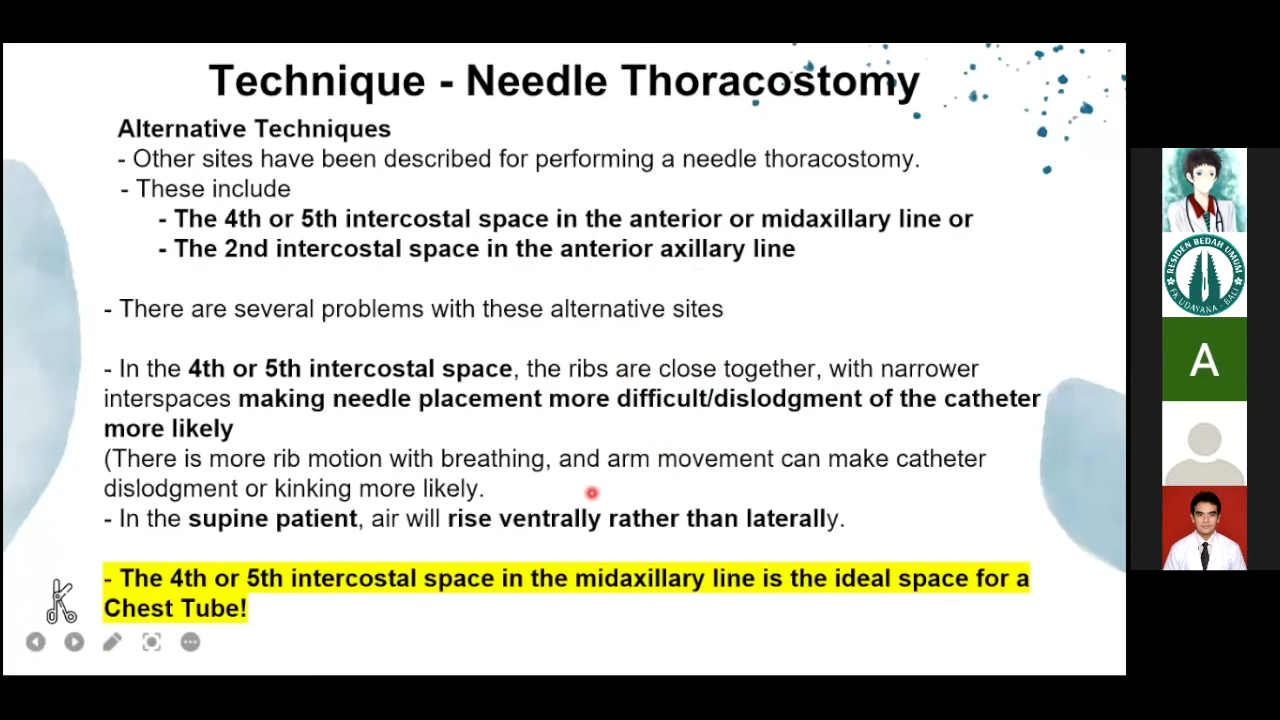 Technique - Needle Thoracostomy
Alternative Techniques
- Other sites have been described for performing a needle thoracostomy.
- These include
- The 4th or 5th intercostal space in the anterior or midaxillary line or
- The 2nd intercostal space in the anterior axillary line
- There are several problems with these alternative sites
- In the 4th or 5th intercostal space, the ribs are close together, with narrower
interspaces making needle placement more difficult/dislodgment of the catheter
more likely
(There is more rib motion with breathing, and arm movement can make catheter
dislodgment or kinking more likely.
- In the supine patient, air will rise ventrally rather than laterally.
- The 4th or 5th intercostal space in the midaxillary line is the ideal space for a
Chest Tube!
RESIDEN BEDAH UMUM
FK UDAYANA - BALI
A